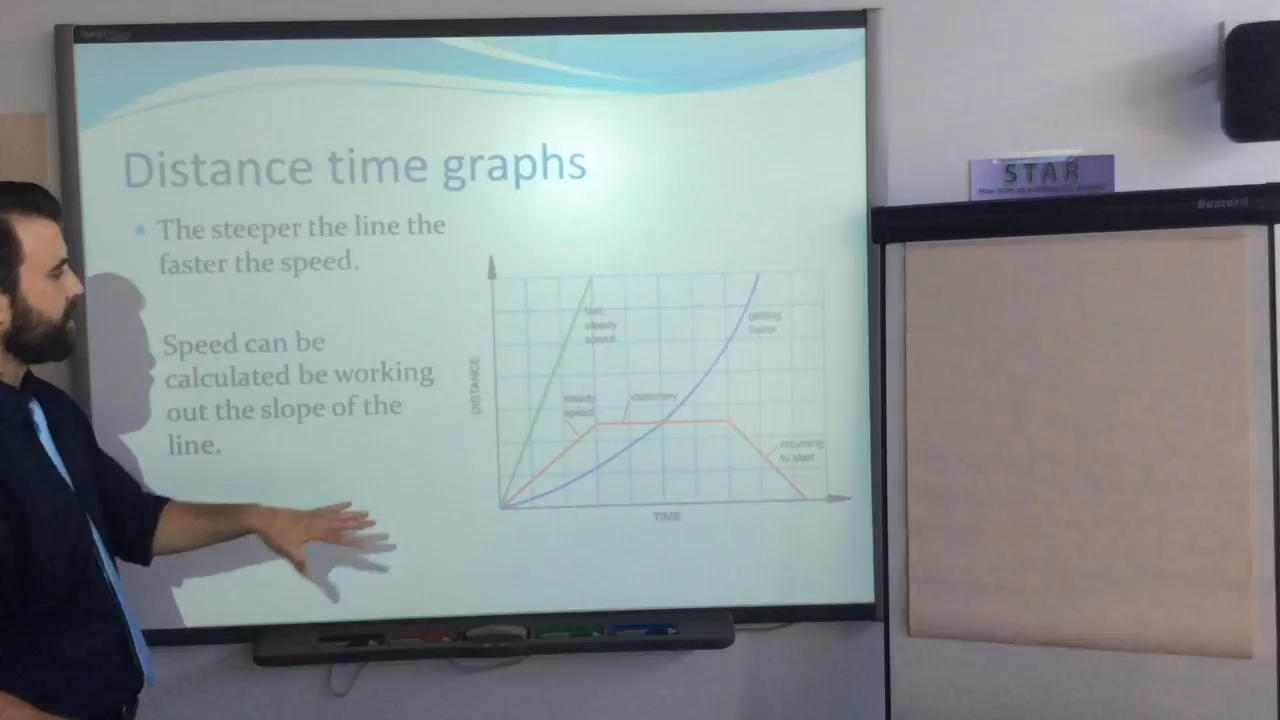 Distance time graphs
The steeper the line the
faster the speed.
Speed can be
calculated be working
out the slope of the
line.
DISTANCE
fast,
steady
speed
getting
faster
steady
speed
stationary
returning
to start
TIME
STAR
Buzzard